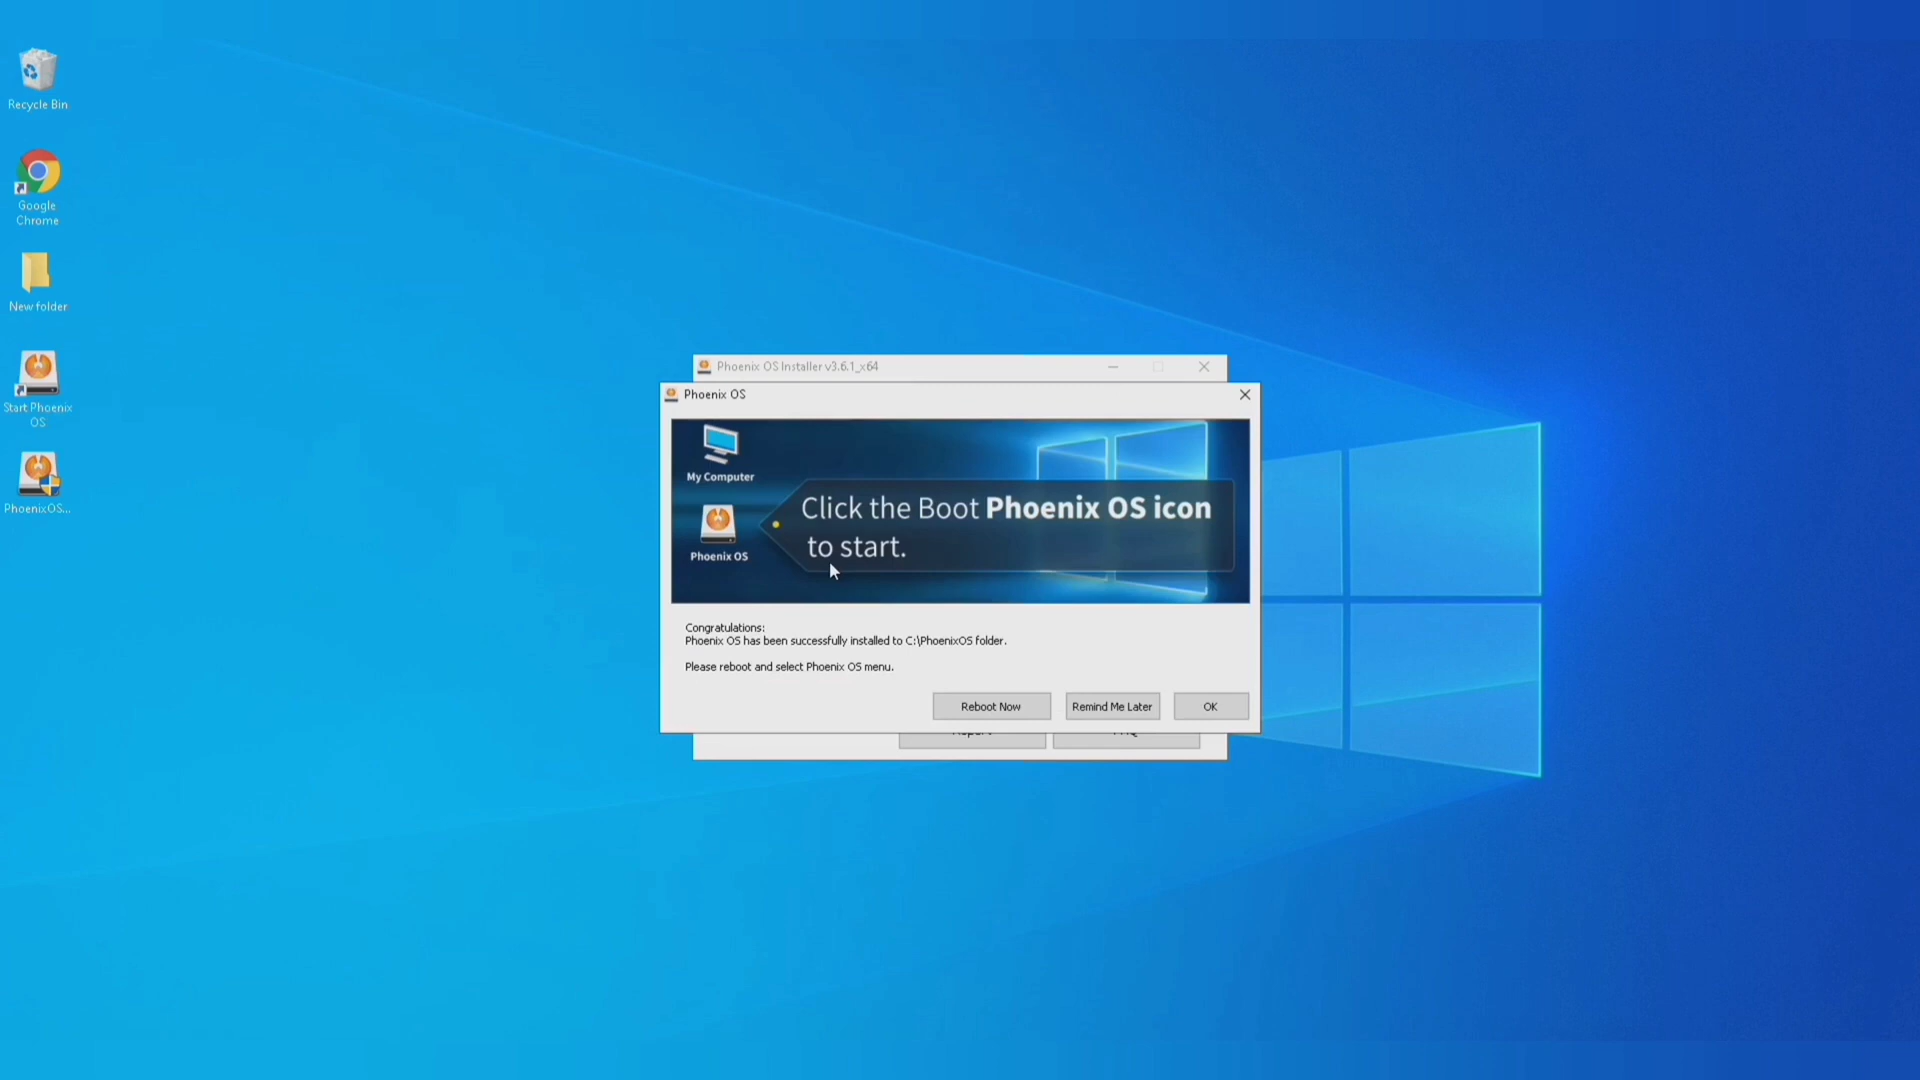 Recycle Bin
Google
Chrome
New folder
Start Phoenix
OS
PhoenixOS...
Phoenix OS Installer v3.6.1_x64
Phoenix OS
My Computer
Phoenix OS
Click the Boot Phoenix OS icon
to start.
Congratulations:
Phoenix OS has been successfully installed to C:\PhoenixOS folder.
Please reboot and select Phoenix OS menu.
Reboot Now
Remind Me Later
OK